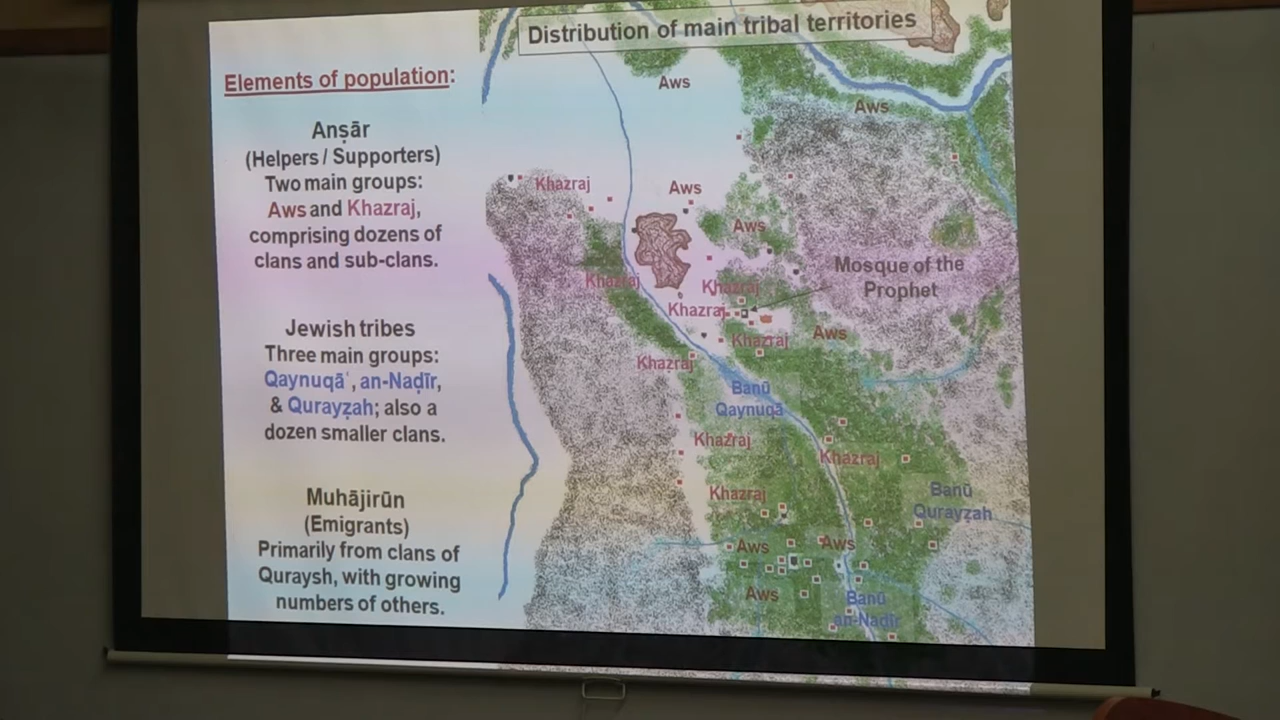 Distribution of main tribal territories
Elements of population:
Anṣār
(Helpers / Supporters)
Two main groups:
Aws and Khazraj,
comprising dozens of
clans and sub-clans.
Jewish tribes
Three main groups:
Qaynuqāʿ, an-Naḍīr,
& Qurayẓah; also a
dozen smaller clans.
Muhājirūn
(Emigrants)
Primarily from clans of
Quraysh, with growing
numbers of others.
Aws
Aws
Khazraj
Aws
Aws
Mosque of the
Prophet
Khazraj
Khazraj
Khazraj
Khazraj
Aws
Khazraj
Banū
Qaynuqā
Khazraj
Khazraj
Khazraj
Banū
Qurayẓah
Aws
Aws
Aws
Banū
an-Naḍīr